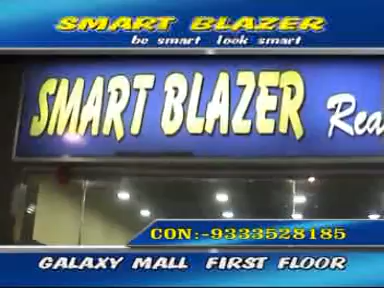 SMART BLAZER
be smart look smart
SMART BLAZER
CON:-9333528185
GALAXY MALL FIRST FLOOR